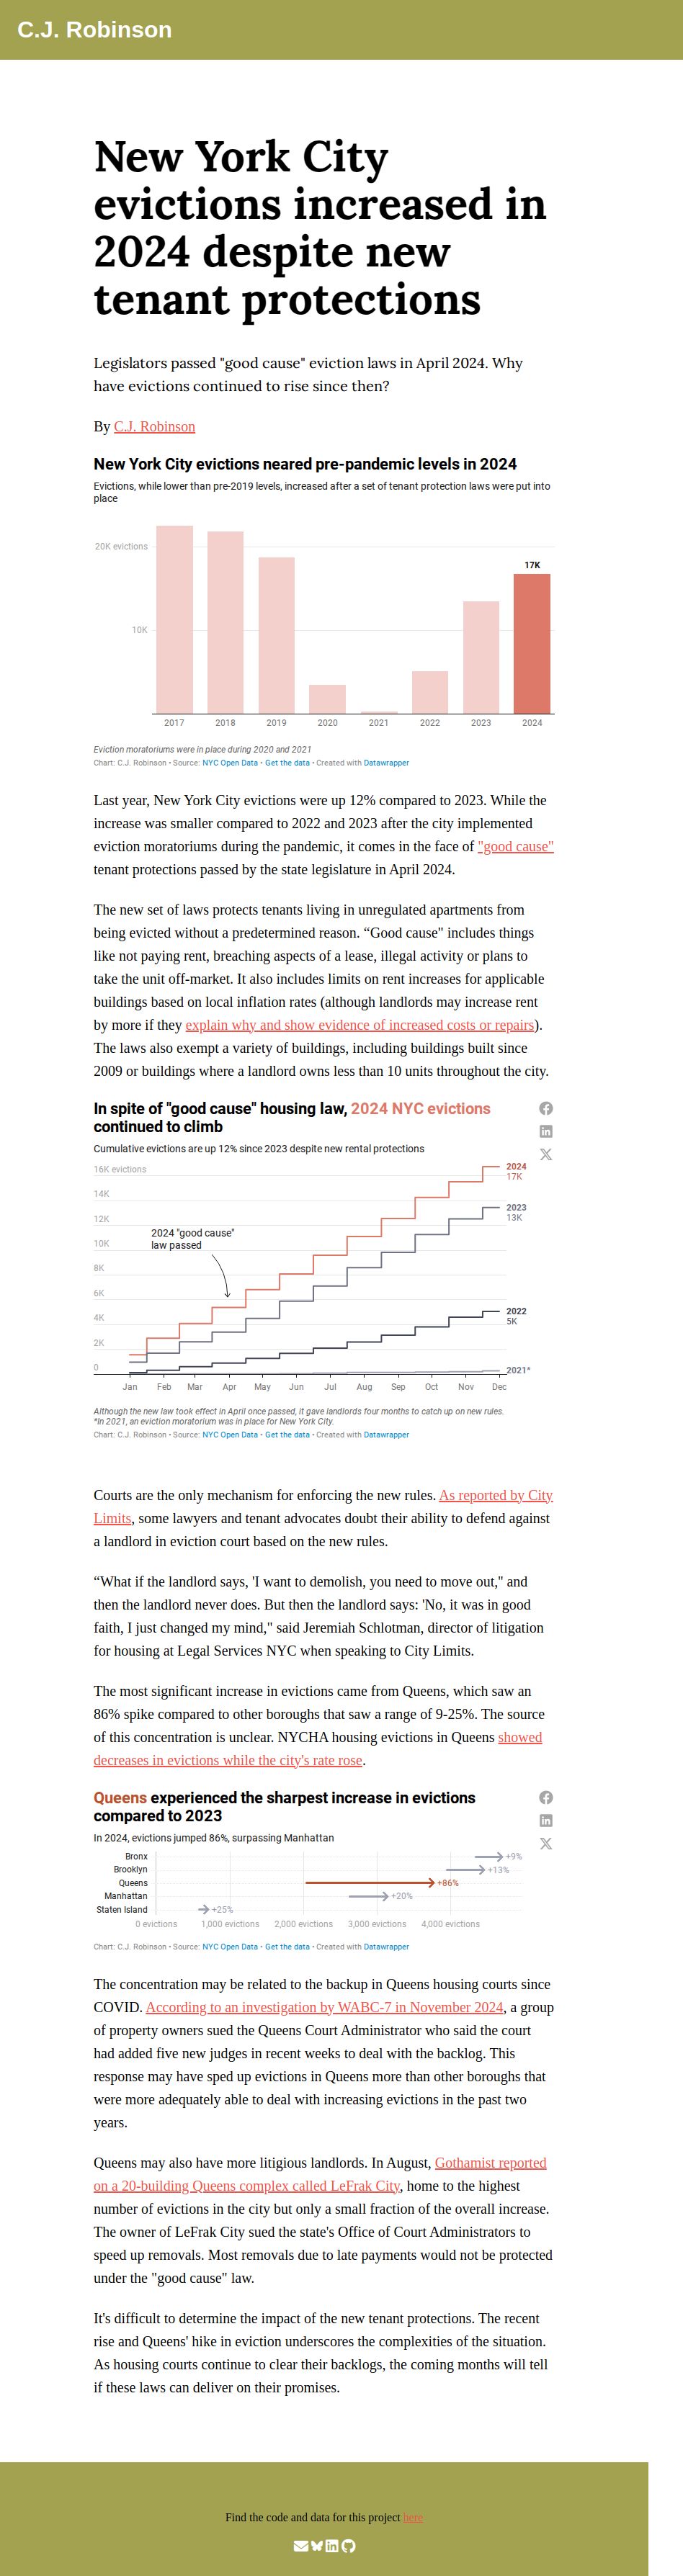 C.J. Robinson
New York City
evictions increased in
2024 despite new
tenant protections
Legislators passed "good cause" eviction laws in April 2024. Why
have evictions continued to rise since then?
By C.J. Robinson
New York City evictions neared pre-pandemic levels in 2024
Evictions, while lower than pre-2019 levels, increased after a set of tenant protection laws were put into
place
20K evictions
17K
10K
2017 2018 2019 2020 2021 2022 2023 2024
Eviction moratoriums were in place during 2020 and 2021
Chart: C.J. Robinson • Source: NYC Open Data • Get the data • Created with Datawrapper
Last year, New York City evictions were up 12% compared to 2023. While the
increase was smaller compared to 2022 and 2023 after the city implemented
eviction moratoriums during the pandemic, it comes in the face of "good cause"
tenant protections passed by the state legislature in April 2024.
The new set of laws protects tenants living in unregulated apartments from
being evicted without a predetermined reason. “Good cause" includes things
like not paying rent, breaching aspects of a lease, illegal activity or plans to
take the unit off-market. It also includes limits on rent increases for applicable
buildings based on local inflation rates (although landlords may increase rent
by more if they explain why and show evidence of increased costs or repairs).
The laws also exempt a variety of buildings, including buildings built since
2009 or buildings where a landlord owns less than 10 units throughout the city.
In spite of "good cause" housing law, 2024 NYC evictions
continued to climb
Cumulative evictions are up 12% since 2023 despite new rental protections
16K evictions
2024
17K
14K
2023
13K
12K
2024 "good cause"
law passed
10K
8K
6K
2022
5K
4K
2K
0
2021*
Jan Feb Mar Apr May Jun Jul Aug Sep Oct Nov Dec
Although the new law took effect in April once passed, it gave landlords four months to catch up on new rules.
*In 2021, an eviction moratorium was in place for New York City.
Chart: C.J. Robinson • Source: NYC Open Data • Get the data • Created with Datawrapper
Courts are the only mechanism for enforcing the new rules. As reported by City
Limits, some lawyers and tenant advocates doubt their ability to defend against
a landlord in eviction court based on the new rules.
“What if the landlord says, 'I want to demolish, you need to move out," and
then the landlord never does. But then the landlord says: 'No, it was in good
faith, I just changed my mind," said Jeremiah Schlotman, director of litigation
for housing at Legal Services NYC when speaking to City Limits.
The most significant increase in evictions came from Queens, which saw an
86% spike compared to other boroughs that saw a range of 9-25%. The source
of this concentration is unclear. NYCHA housing evictions in Queens showed
decreases in evictions while the city's rate rose.
Queens experienced the sharpest increase in evictions
compared to 2023
In 2024, evictions jumped 86%, surpassing Manhattan
Bronx +9%
Brooklyn +13%
Queens +86%
Manhattan +20%
Staten Island +25%
0 evictions 1,000 evictions 2,000 evictions 3,000 evictions 4,000 evictions
Chart: C.J. Robinson • Source: NYC Open Data • Get the data • Created with Datawrapper
The concentration may be related to the backup in Queens housing courts since
COVID. According to an investigation by WABC-7 in November 2024, a group
of property owners sued the Queens Court Administrator who said the court
had added five new judges in recent weeks to deal with the backlog. This
response may have sped up evictions in Queens more than other boroughs that
were more adequately able to deal with increasing evictions in the past two
years.
Queens may also have more litigious landlords. In August, Gothamist reported
on a 20-building Queens complex called LeFrak City, home to the highest
number of evictions in the city but only a small fraction of the overall increase.
The owner of LeFrak City sued the state's Office of Court Administrators to
speed up removals. Most removals due to late payments would not be protected
under the "good cause" law.
It's difficult to determine the impact of the new tenant protections. The recent
rise and Queens' hike in eviction underscores the complexities of the situation.
As housing courts continue to clear their backlogs, the coming months will tell
if these laws can deliver on their promises.
Find the code and data for this project here